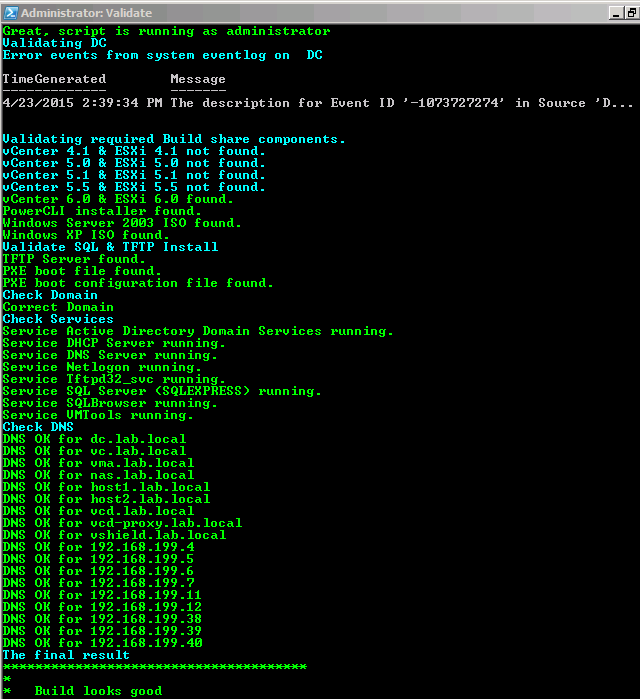 Administrator: Validate
Great, script is running as administrator
Validating DC
Error events from system eventlog on  DC
TimeGenerated        Message
-------------        -------
4/23/2015 2:39:34 PM The description for Event ID '-1073727274' in Source 'D...
Validating required Build share components.
vCenter 4.1 & ESXi 4.1 not found.
vCenter 5.0 & ESXi 5.0 not found.
vCenter 5.1 & ESXi 5.1 not found.
vCenter 5.5 & ESXi 5.5 not found.
vCenter 6.0 & ESXi 6.0 found.
PowerCLI installer found.
Windows Server 2003 ISO found.
Windows XP ISO found.
Validate SQL & TFTP Install
TFTP Server found.
PXE boot file found.
PXE boot configuration file found.
Check Domain
Correct Domain
Check Services
Service Active Directory Domain Services running.
Service DHCP Server running.
Service DNS Server running.
Service Netlogon running.
Service Tftpd32_svc running.
Service SQL Server (SQLEXPRESS) running.
Service SQLBrowser running.
Service VMTools running.
Check DNS
DNS OK for dc.lab.local
DNS OK for vc.lab.local
DNS OK for vma.lab.local
DNS OK for nas.lab.local
DNS OK for host1.lab.local
DNS OK for host2.lab.local
DNS OK for vcd.lab.local
DNS OK for vcd-proxy.lab.local
DNS OK for vshield.lab.local
DNS OK for 192.168.199.4
DNS OK for 192.168.199.5
DNS OK for 192.168.199.6
DNS OK for 192.168.199.7
DNS OK for 192.168.199.11
DNS OK for 192.168.199.12
DNS OK for 192.168.199.38
DNS OK for 192.168.199.39
DNS OK for 192.168.199.40
The final result
**************************************
*
*   Build looks good